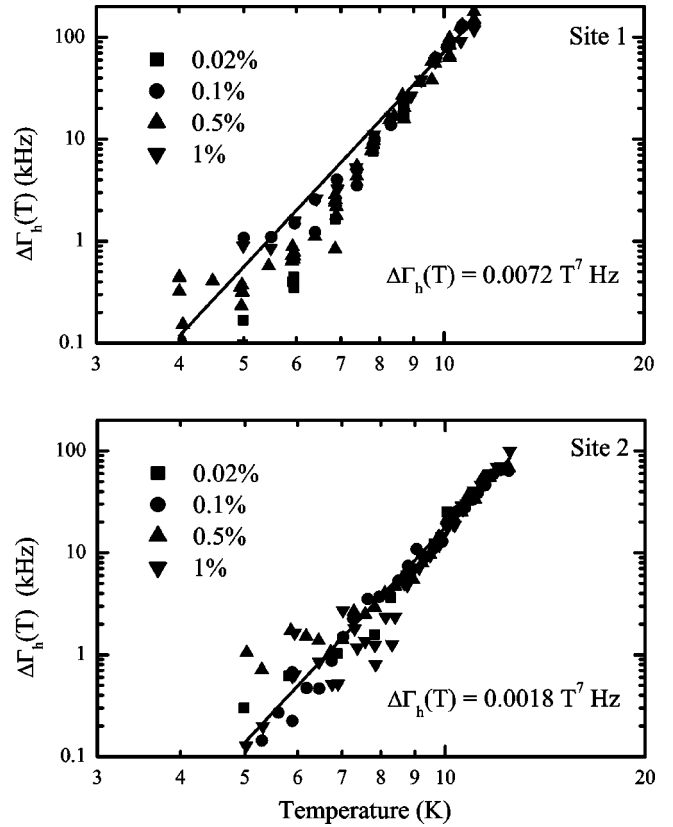 Site 1
100
0.02%
0.1%
0.5%
1%
10
1
0.1
ΔΓh(T) (kHz)
ΔΓh(T) = 0.0072 T⁷ Hz
3 4 5 6 7 8 9 10 20
Site 2
100
0.02%
0.1%
0.5%
1%
10
1
0.1
ΔΓh(T) (kHz)
ΔΓh(T) = 0.0018 T⁷ Hz
3 4 5 6 7 8 9 10 20
Temperature (K)